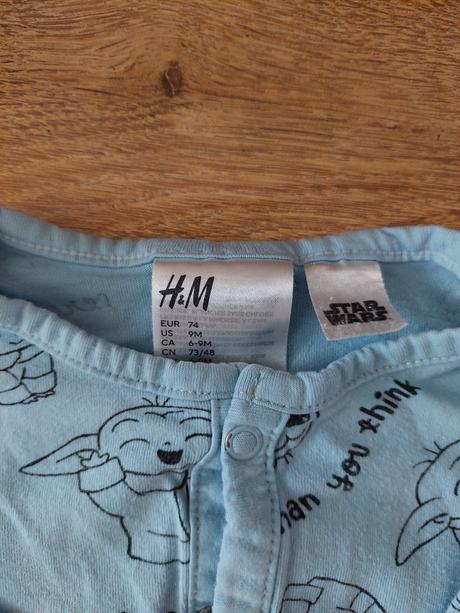 H&M
STAR
WARS
EUR 74
US 9M
CA 6-9M
CN 73/48
han you think